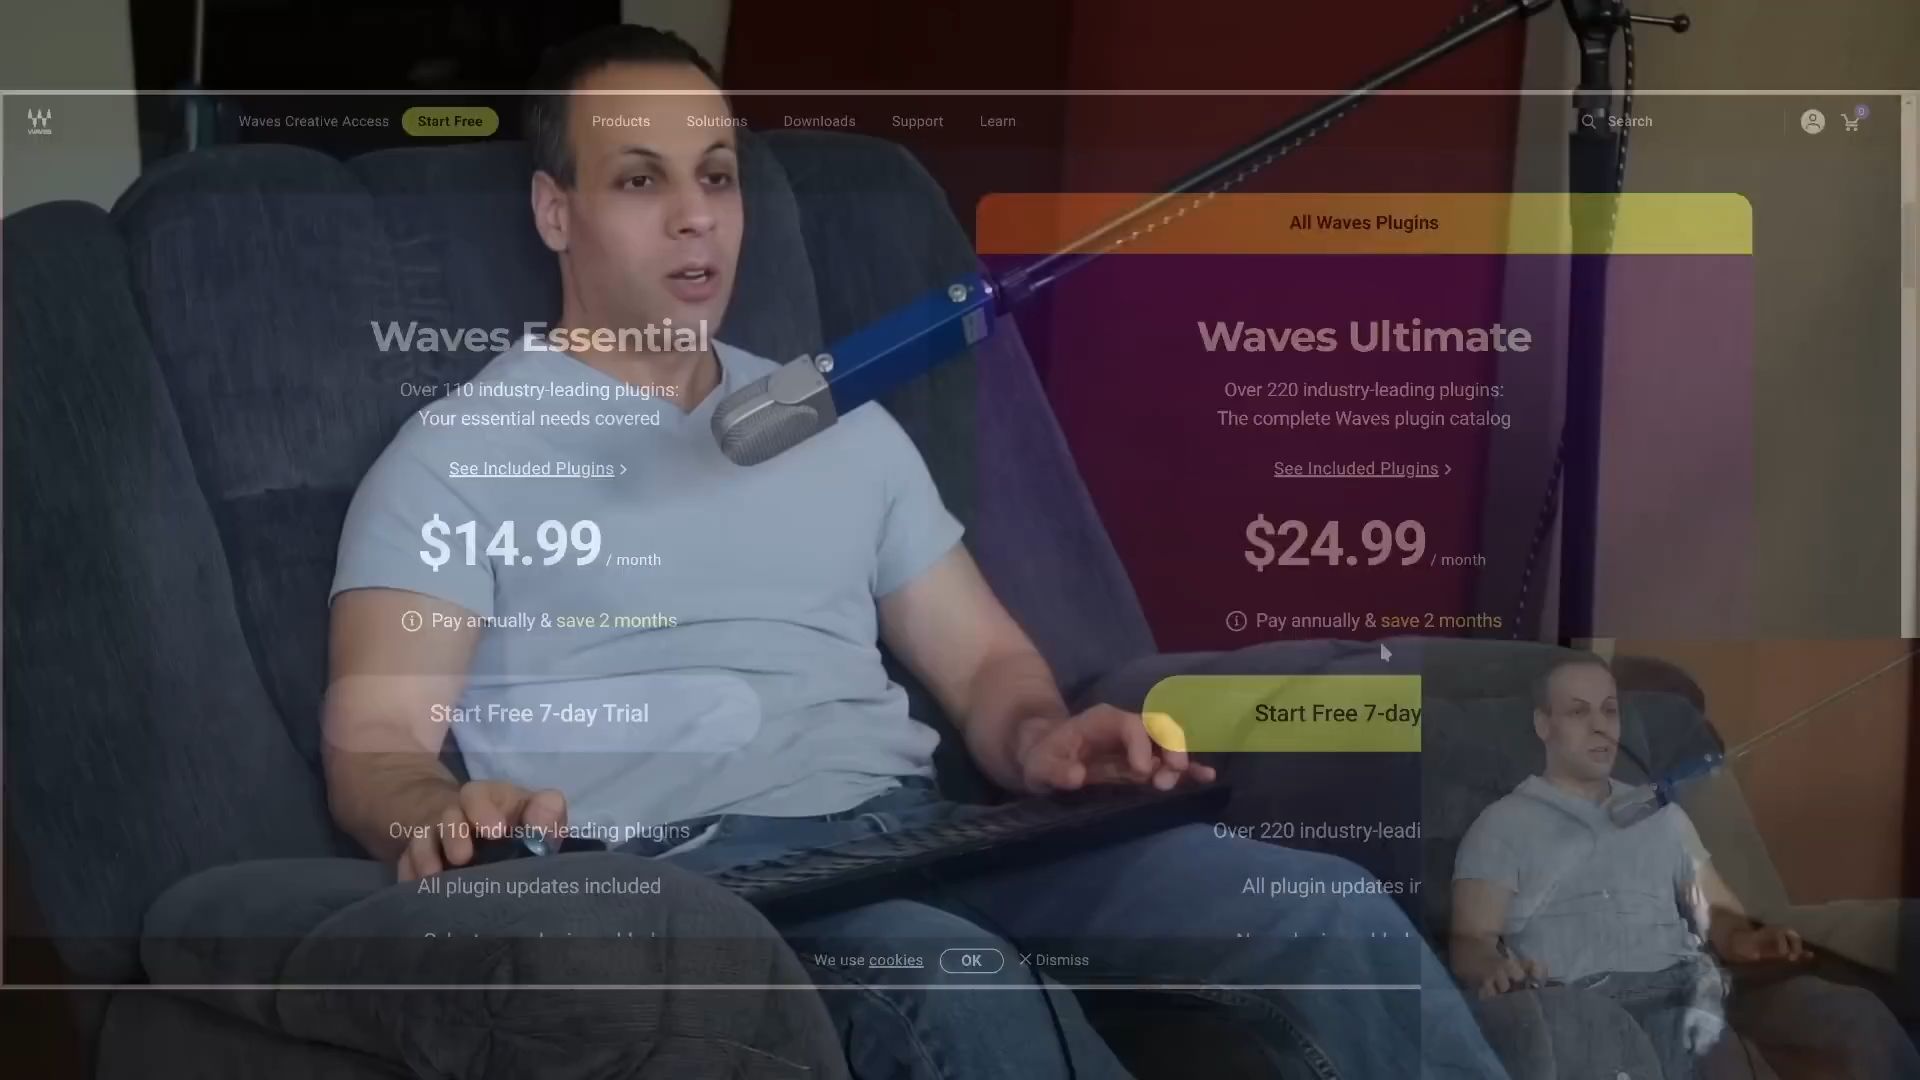 WAVES
Waves Creative Access
Start Free
Products
Solutions
Downloads
Support
Learn
Search
0
All Waves Plugins
Waves Essential
Over 110 industry-leading plugins:
Your essential needs covered
See Included Plugins >
$14.99 / month
Pay annually & save 2 months
Start Free 7-day Trial
Over 110 industry-leading plugins
All plugin updates included
Waves Ultimate
Over 220 industry-leading plugins:
The complete Waves plugin catalog
See Included Plugins >
$24.99 / month
Pay annually & save 2 months
Start Free 7-day
Over 220 industry-leadi
All plugin updates ir
We use cookies
OK
Dismiss